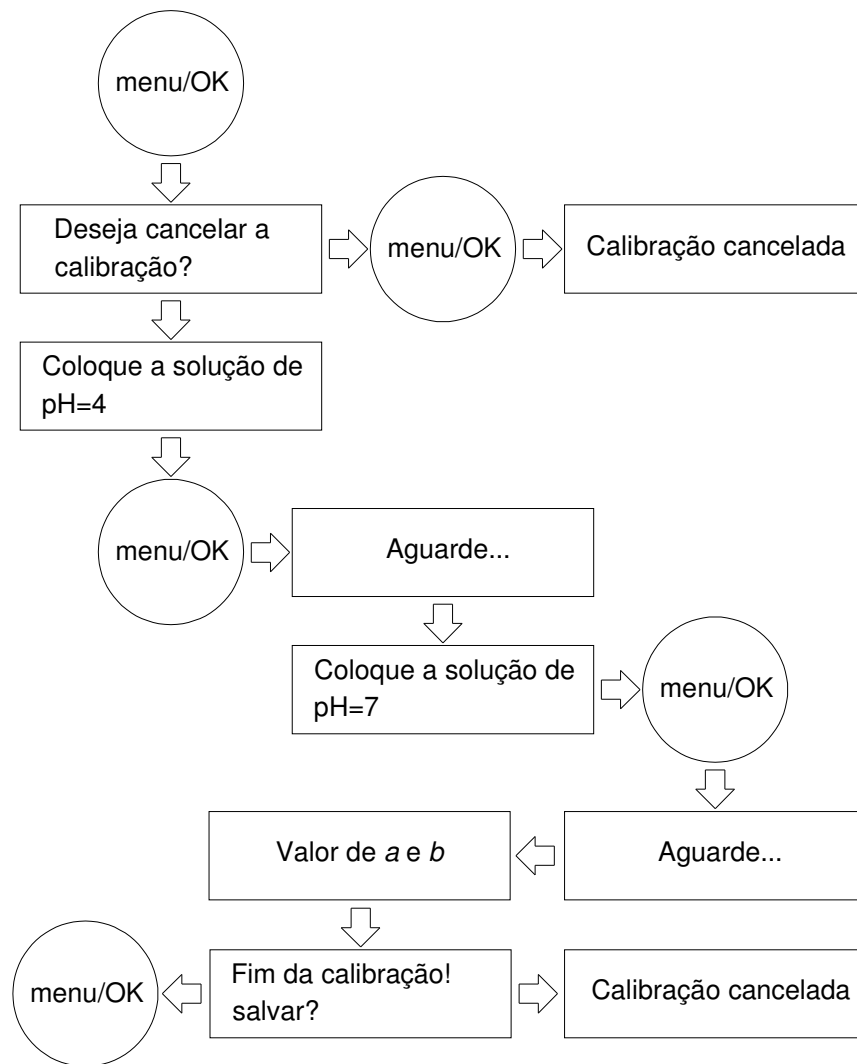 menu/OK
Deseja cancelar a
calibração?
menu/OK
Calibração cancelada
Coloque a solução de
pH=4
menu/OK
Aguarde...
Coloque a solução de
pH=7
menu/OK
Aguarde...
Valor de a e b
Fim da calibração!
salvar?
menu/OK
Calibração cancelada